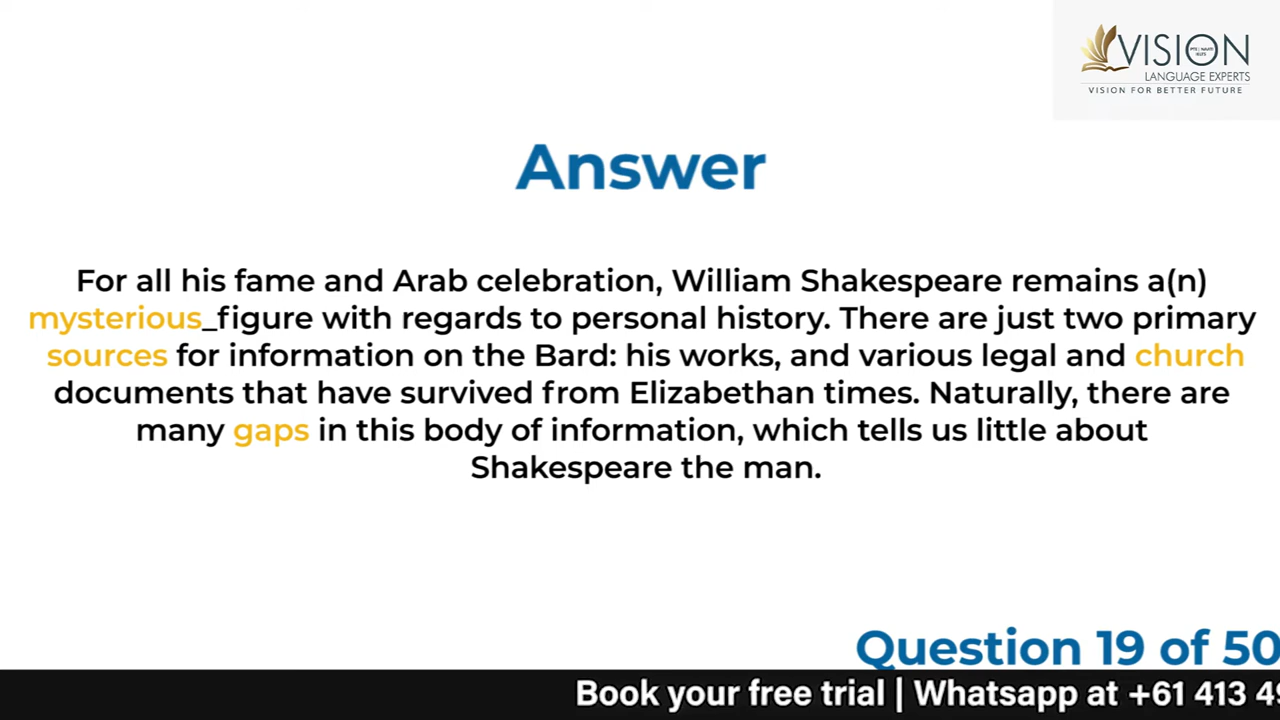 VISION
LANGUAGE EXPERTS
VISION FOR BETTER FUTURE
Answer
For all his fame and Arab celebration, William Shakespeare remains a(n)
mysterious_figure with regards to personal history. There are just two primary
sources for information on the Bard: his works, and various legal and church
documents that have survived from Elizabethan times. Naturally, there are
many gaps in this body of information, which tells us little about
Shakespeare the man.
Question 19 of 50
Book your free trial | Whatsapp at +61 413